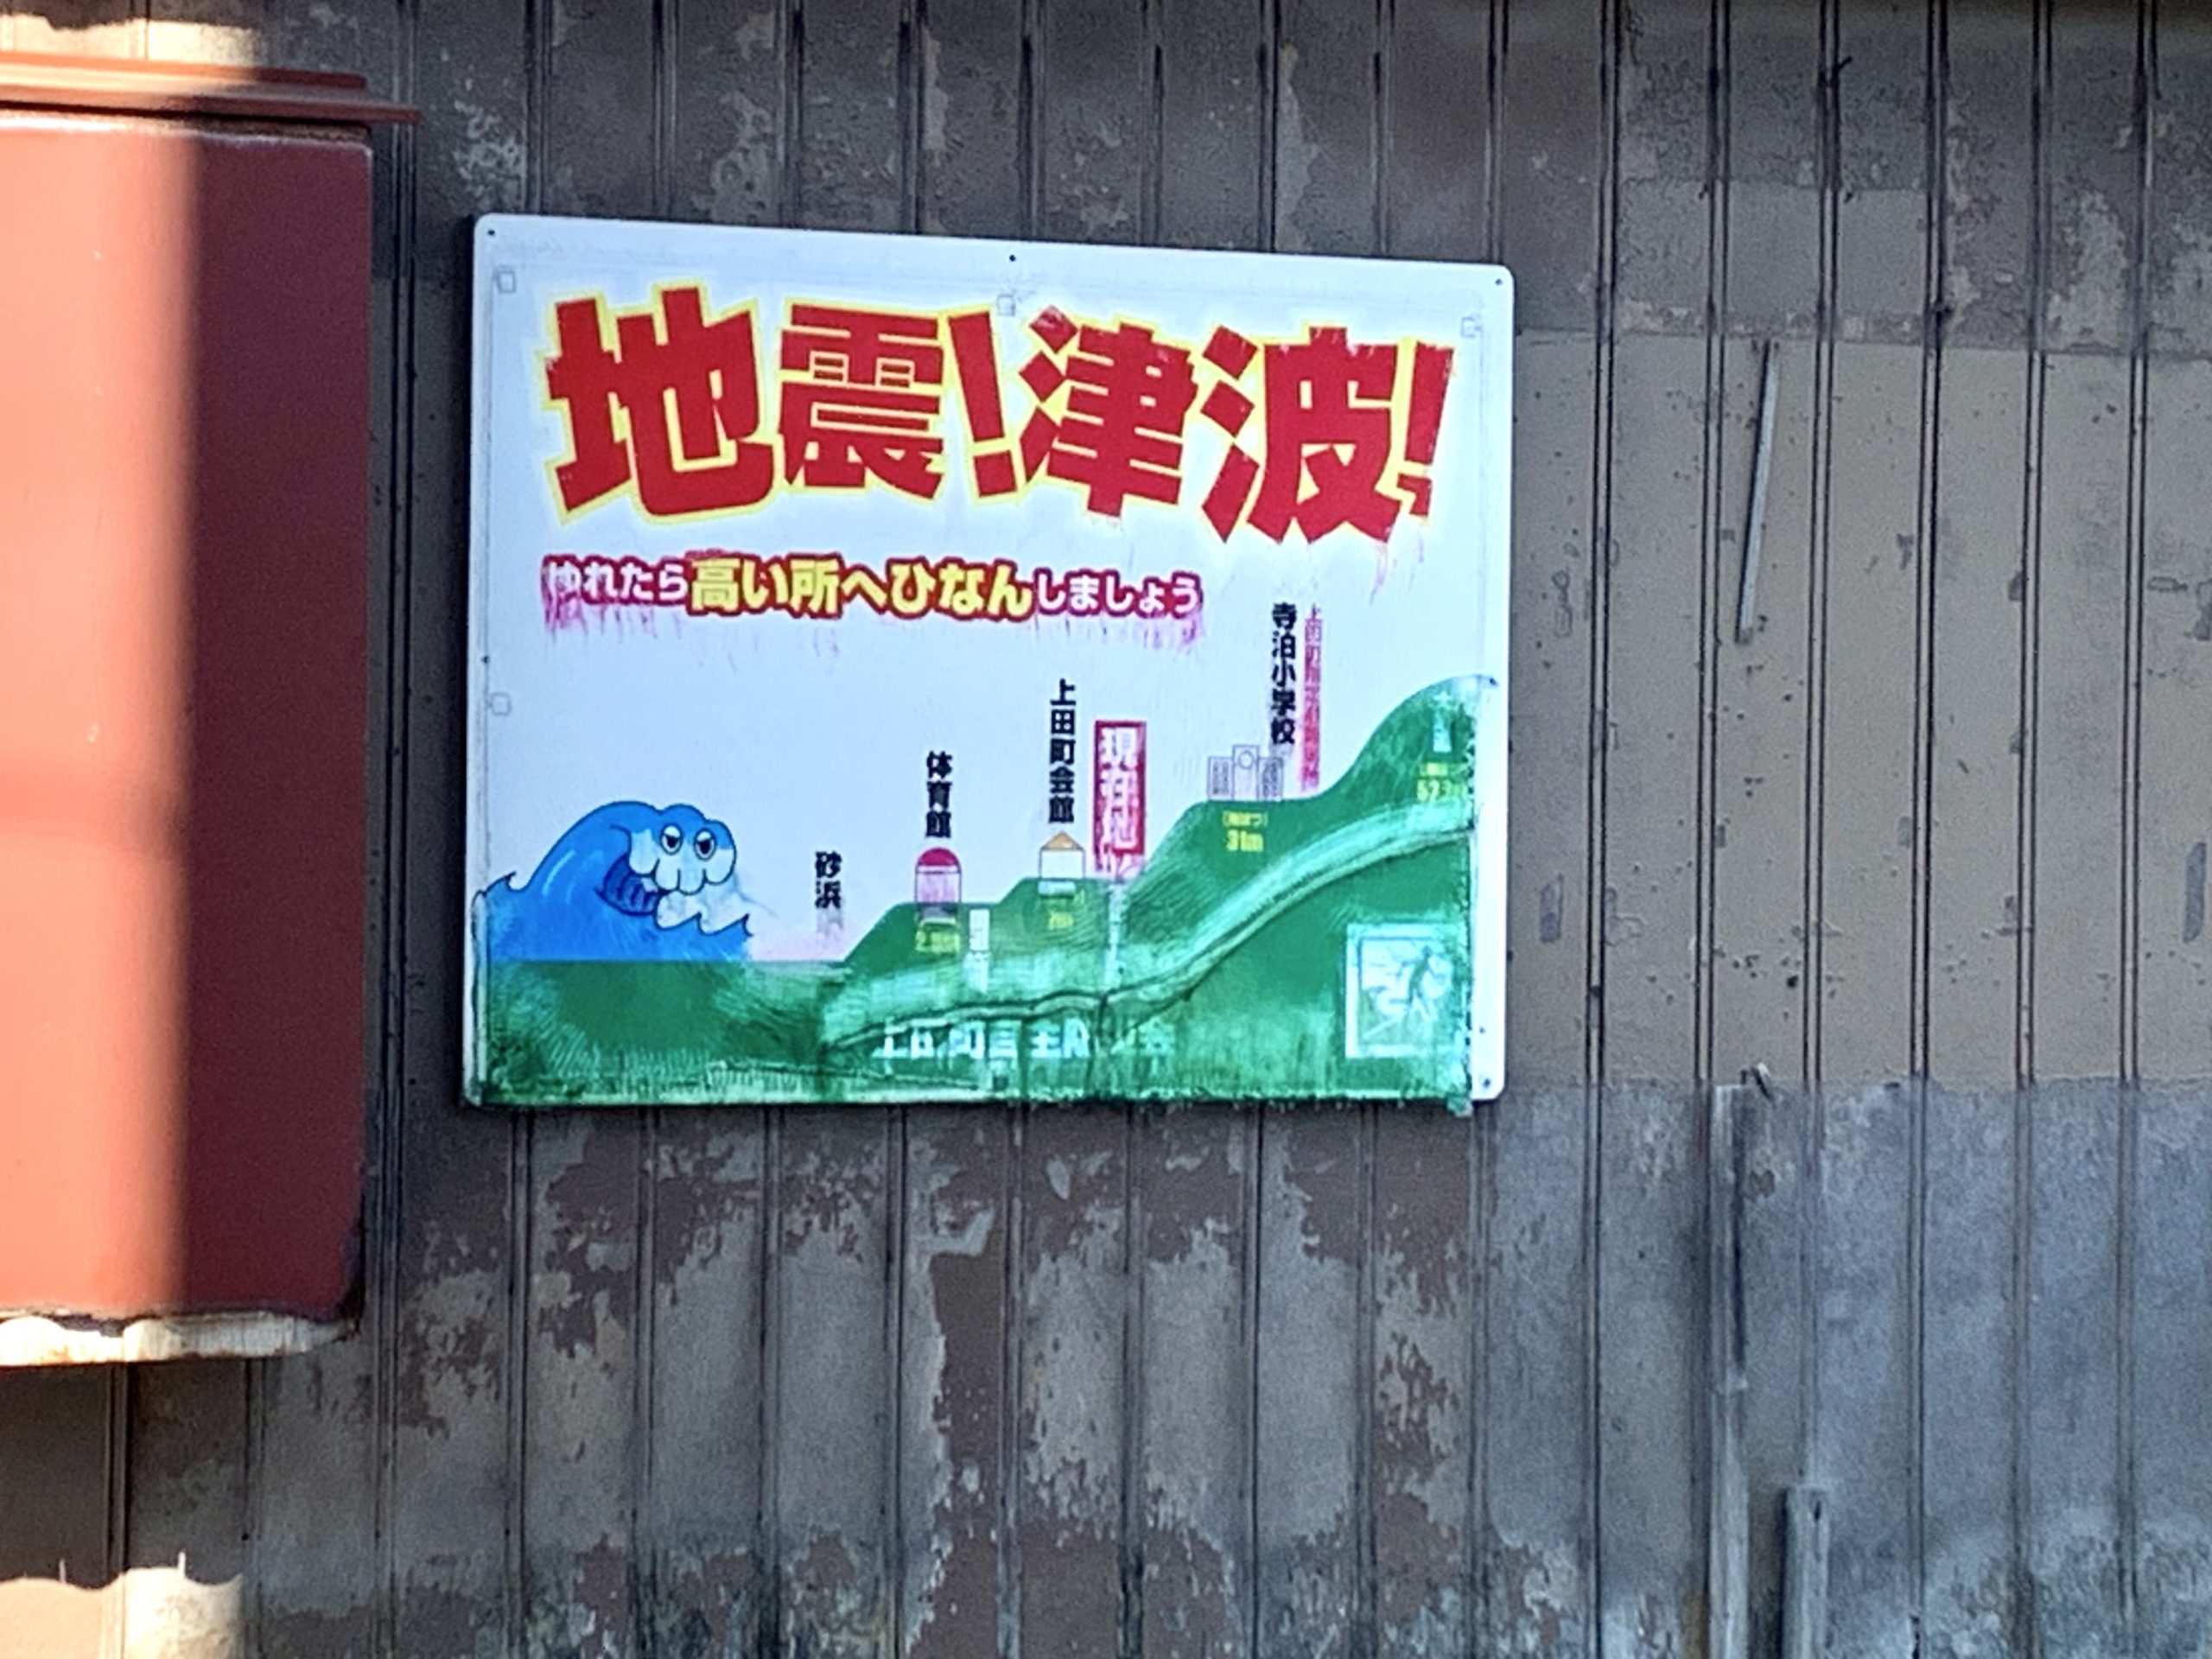 地震!津波!
ゆれたら高い所へひなんしましょう
寺泊小学校
上田町会館
現在地
体育館
砂浜
31m